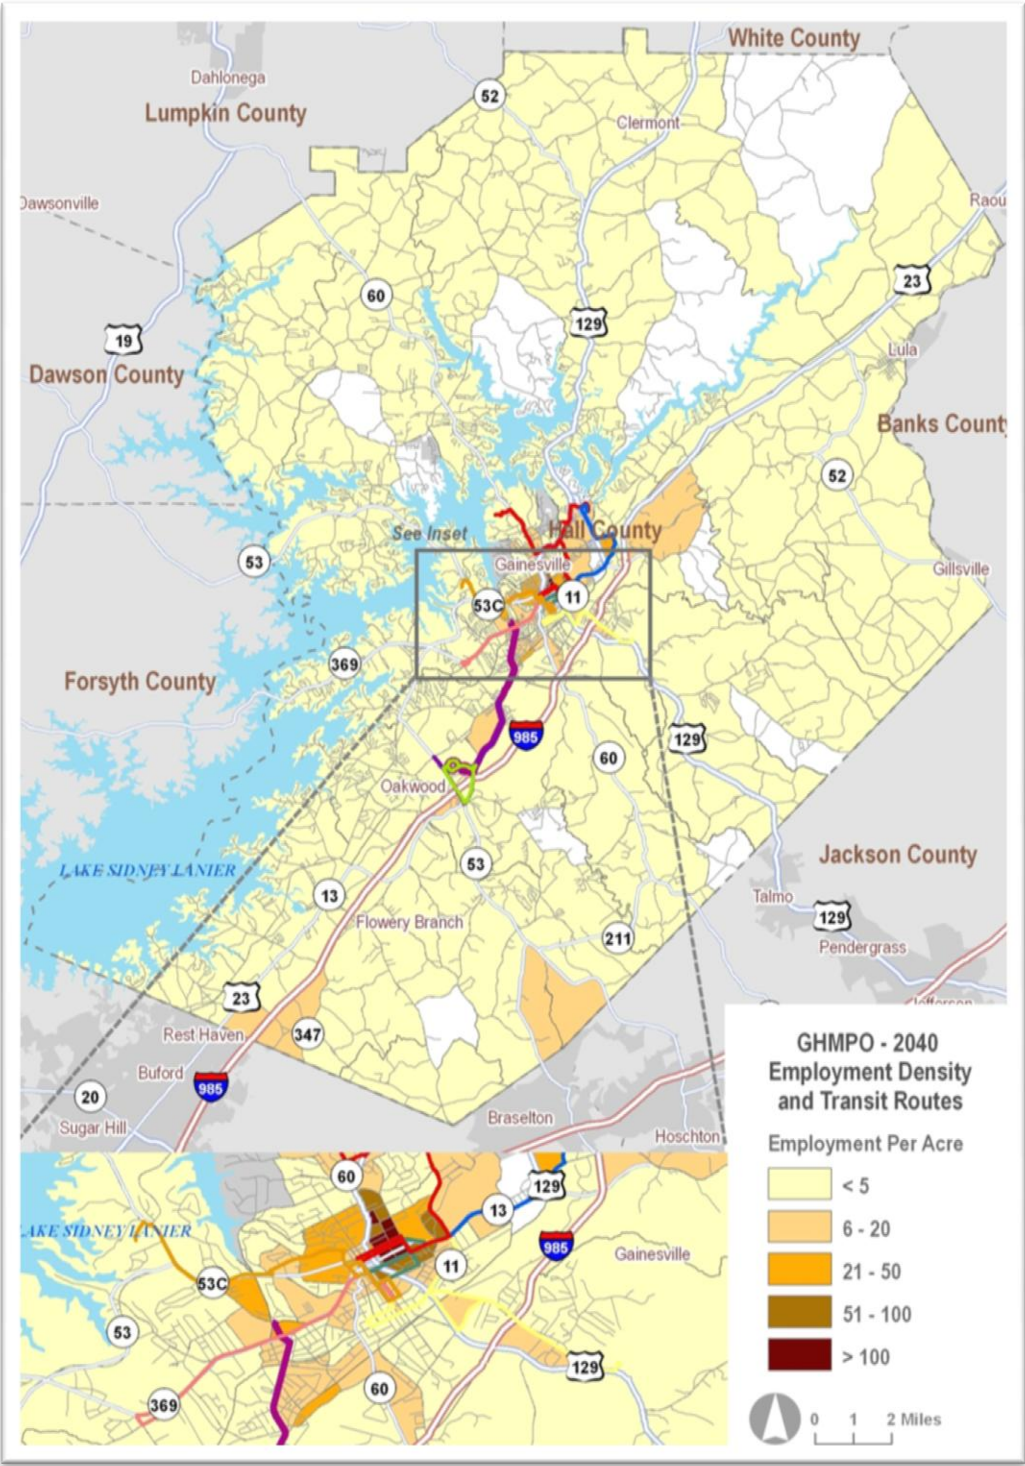 White County
Dahlonega
52
Lumpkin County
Clermont
Dawsonville
Raou
60
23
129
19
Lula
Dawson County
Banks County
52
See Inset
Hall County
53
Gainesville
Gillsville
53C
11
369
Forsyth County
985
129
60
Oakwood
53
LAKE SIDNEY LANIER
Jackson County
13
Talmo
129
Flowery Branch
211
Pendergrass
23
Jefferson
Rest Haven
347
Buford
985
20
Braselton
Sugar Hill
Hoschton
GHMPO - 2040
Employment Density
and Transit Routes
Employment Per Acre
< 5
6 - 20
21 - 50
51 - 100
> 100
0 1 2 Miles
60
129
13
LAKE SIDNEY LANIER
985
Gainesville
11
53C
53
129
60
369